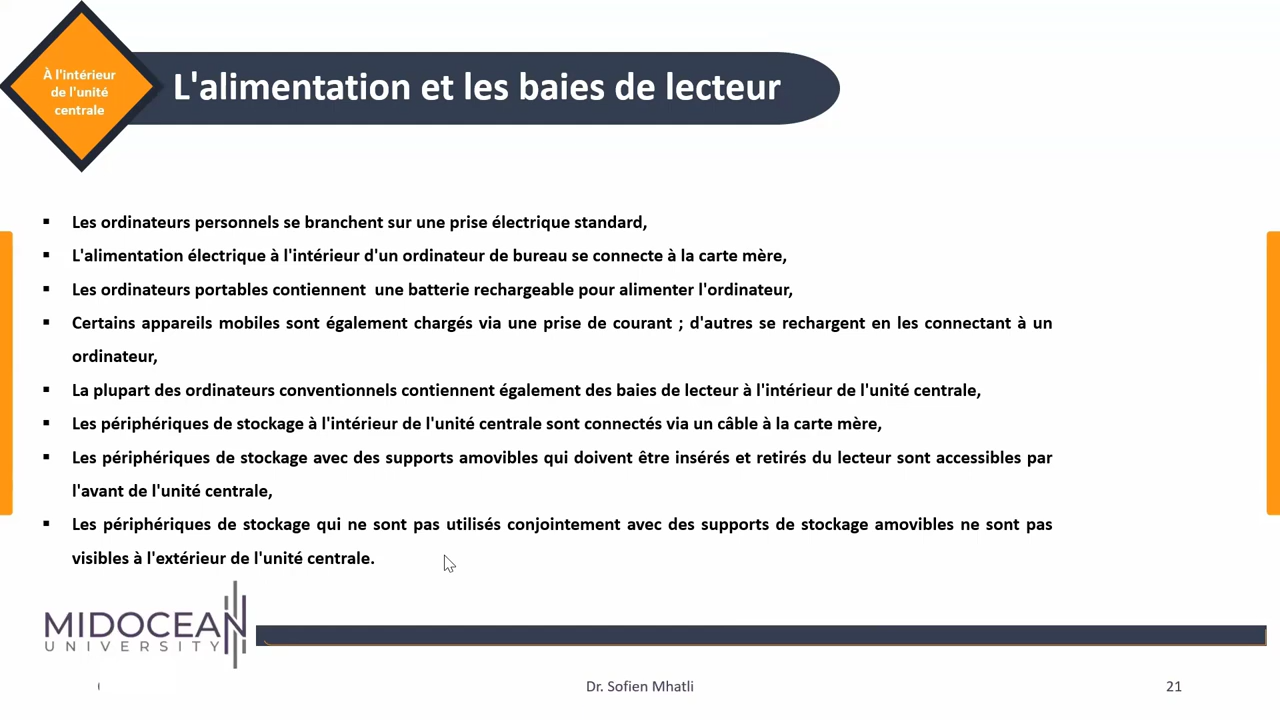 À l'intérieur
de l'unité
centrale
L'alimentation et les baies de lecteur
▪ Les ordinateurs personnels se branchent sur une prise électrique standard,
▪ L'alimentation électrique à l'intérieur d'un ordinateur de bureau se connecte à la carte mère,
▪ Les ordinateurs portables contiennent une batterie rechargeable pour alimenter l'ordinateur,
▪ Certains appareils mobiles sont également chargés via une prise de courant ; d'autres se rechargent en les connectant à un
ordinateur,
▪ La plupart des ordinateurs conventionnels contiennent également des baies de lecteur à l'intérieur de l'unité centrale,
▪ Les périphériques de stockage à l'intérieur de l'unité centrale sont connectés via un câble à la carte mère,
▪ Les périphériques de stockage avec des supports amovibles qui doivent être insérés et retirés du lecteur sont accessibles par
l'avant de l'unité centrale,
▪ Les périphériques de stockage qui ne sont pas utilisés conjointement avec des supports de stockage amovibles ne sont pas
visibles à l'extérieur de l'unité centrale.
MIDOCEAN
UNIVERSITY
Dr. Sofien Mhatli
21